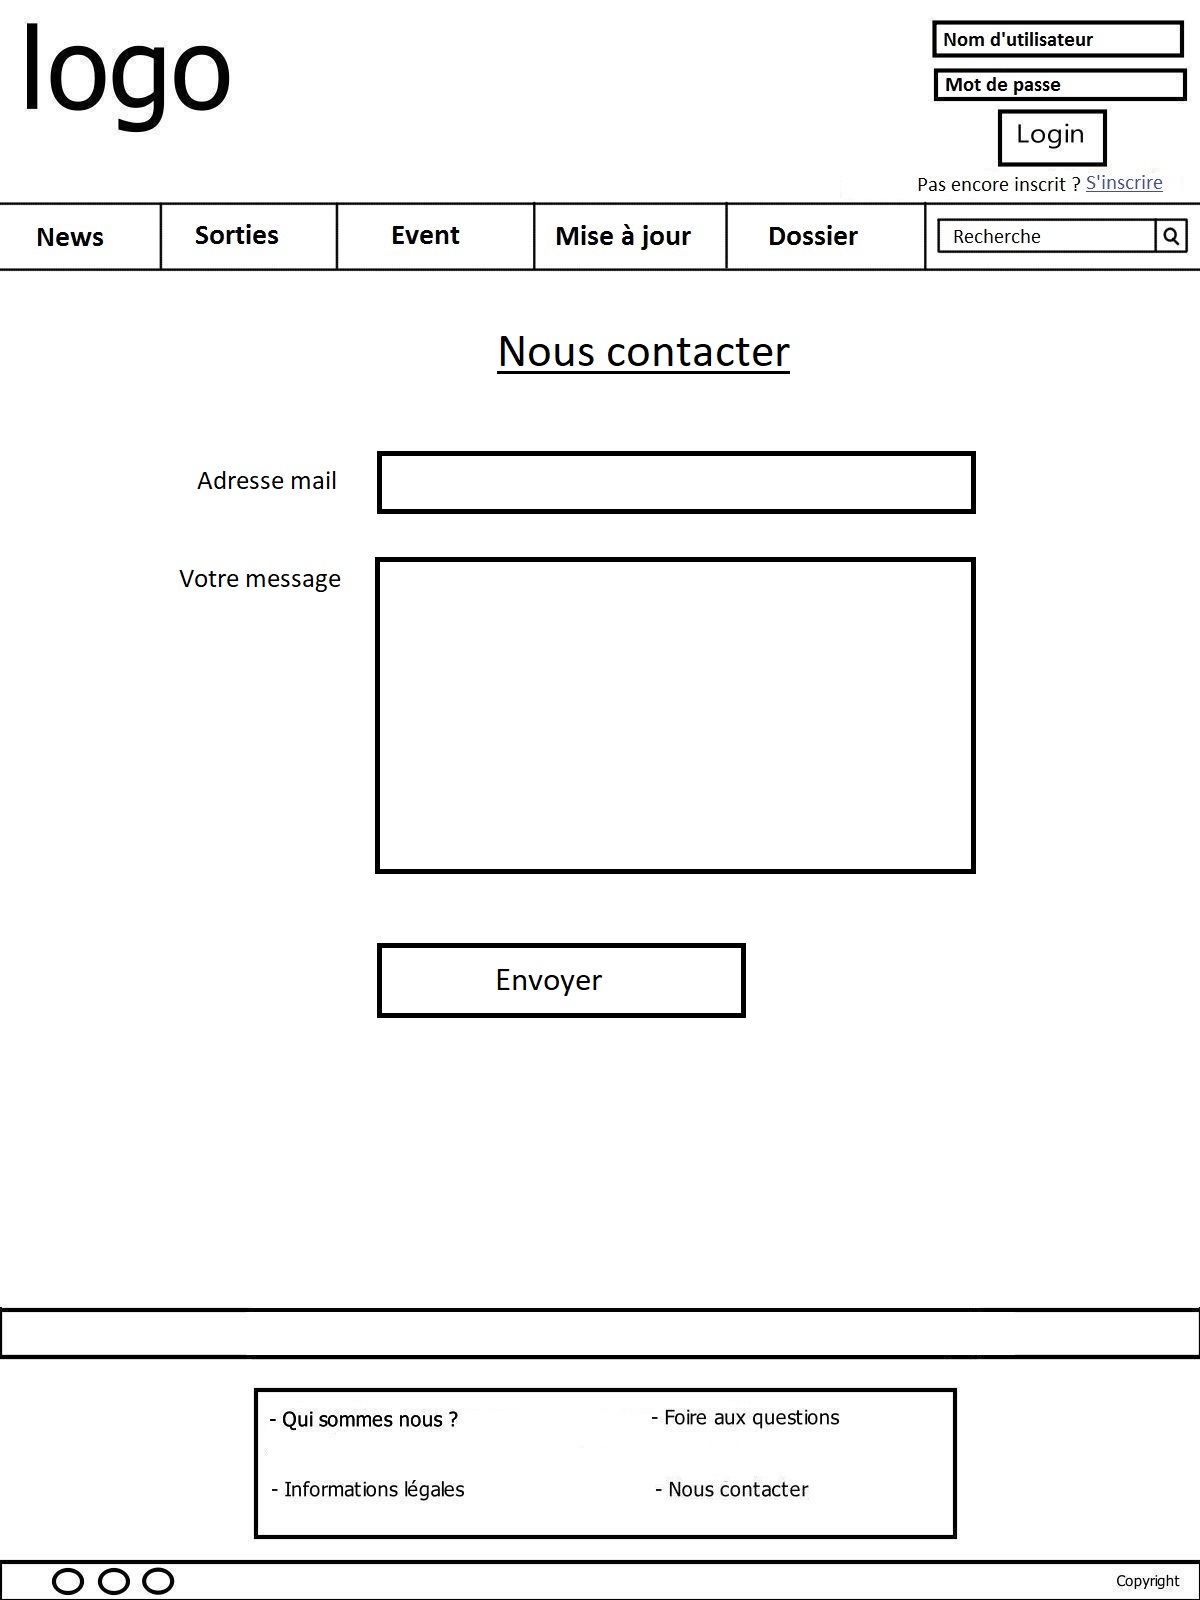 logo
Nom d'utilisateur
Mot de passe
Login
Pas encore inscrit ? S'inscrire
News
Sorties
Event
Mise à jour
Dossier
Recherche
Nous contacter
Adresse mail
Votre message
Envoyer
- Qui sommes nous ?
- Foire aux questions
- Informations légales
- Nous contacter
Copyright